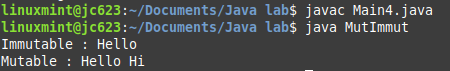 linuxmint@jc623:~/Documents/Java lab$ javac Main4.java
linuxmint@jc623:~/Documents/Java lab$ java MutImmut
Immutable : Hello
Mutable : Hello Hi